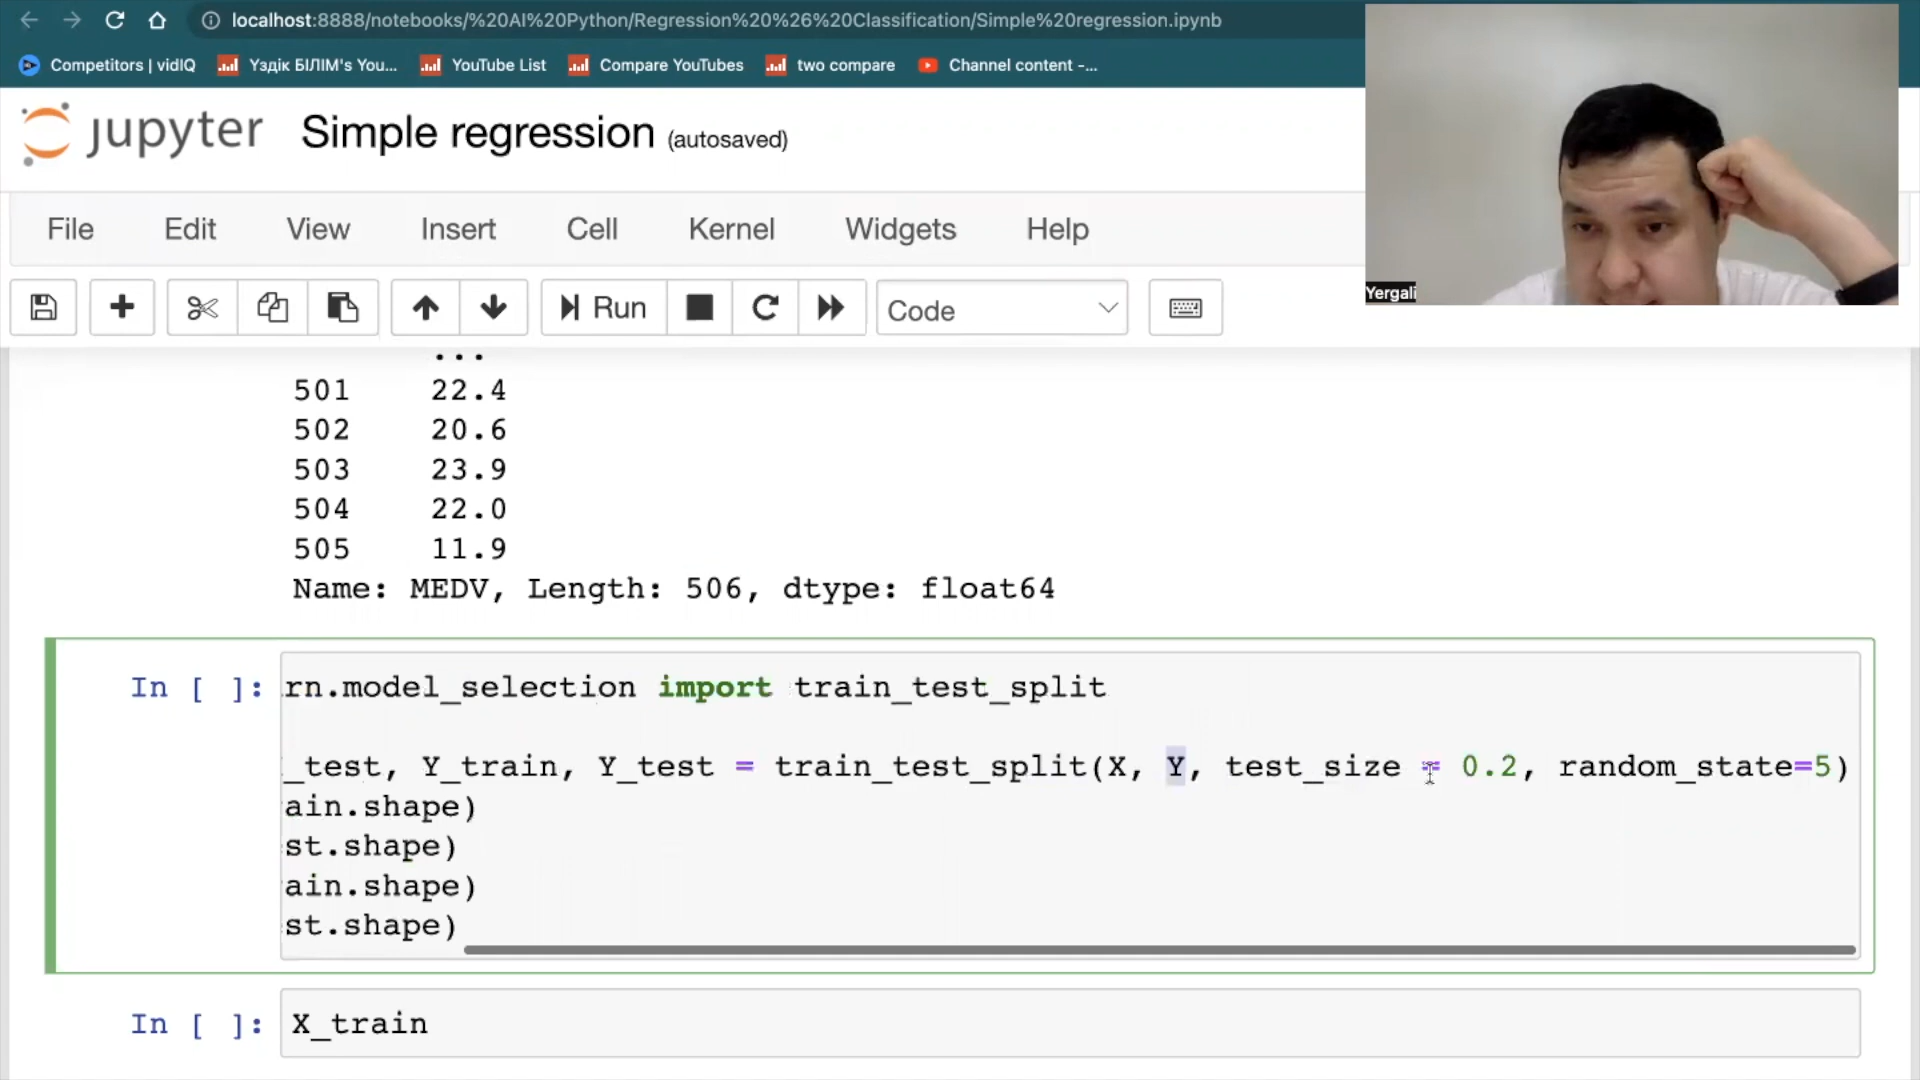 localhost:8888/notebooks/%20AI%20Python/Regression%20%26%20Classification/Simple%20regression.ipynb
Competitors | vidIQ Үздік БІЛІМ's You... YouTube List Compare YouTubes two compare Channel content -...
jupyter Simple regression (autosaved)
Yergali
File Edit View Insert Cell Kernel Widgets Help
Run Code
...
501 22.4
502 20.6
503 23.9
504 22.0
505 11.9
Name: MEDV, Length: 506, dtype: float64
In [ ]: rn.model_selection import train_test_split
_test, Y_train, Y_test = train_test_split(X, Y, test_size = 0.2, random_state=5)
ain.shape)
st.shape)
ain.shape)
st.shape)
In [ ]: X_train